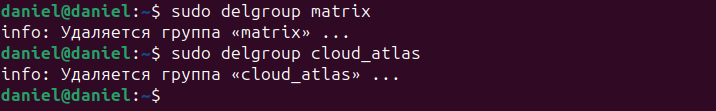 daniel@daniel:~$ sudo delgroup matrix
info: Удаляется группа «matrix» ...
daniel@daniel:~$ sudo delgroup cloud_atlas
info: Удаляется группа «cloud_atlas» ...
daniel@daniel:~$